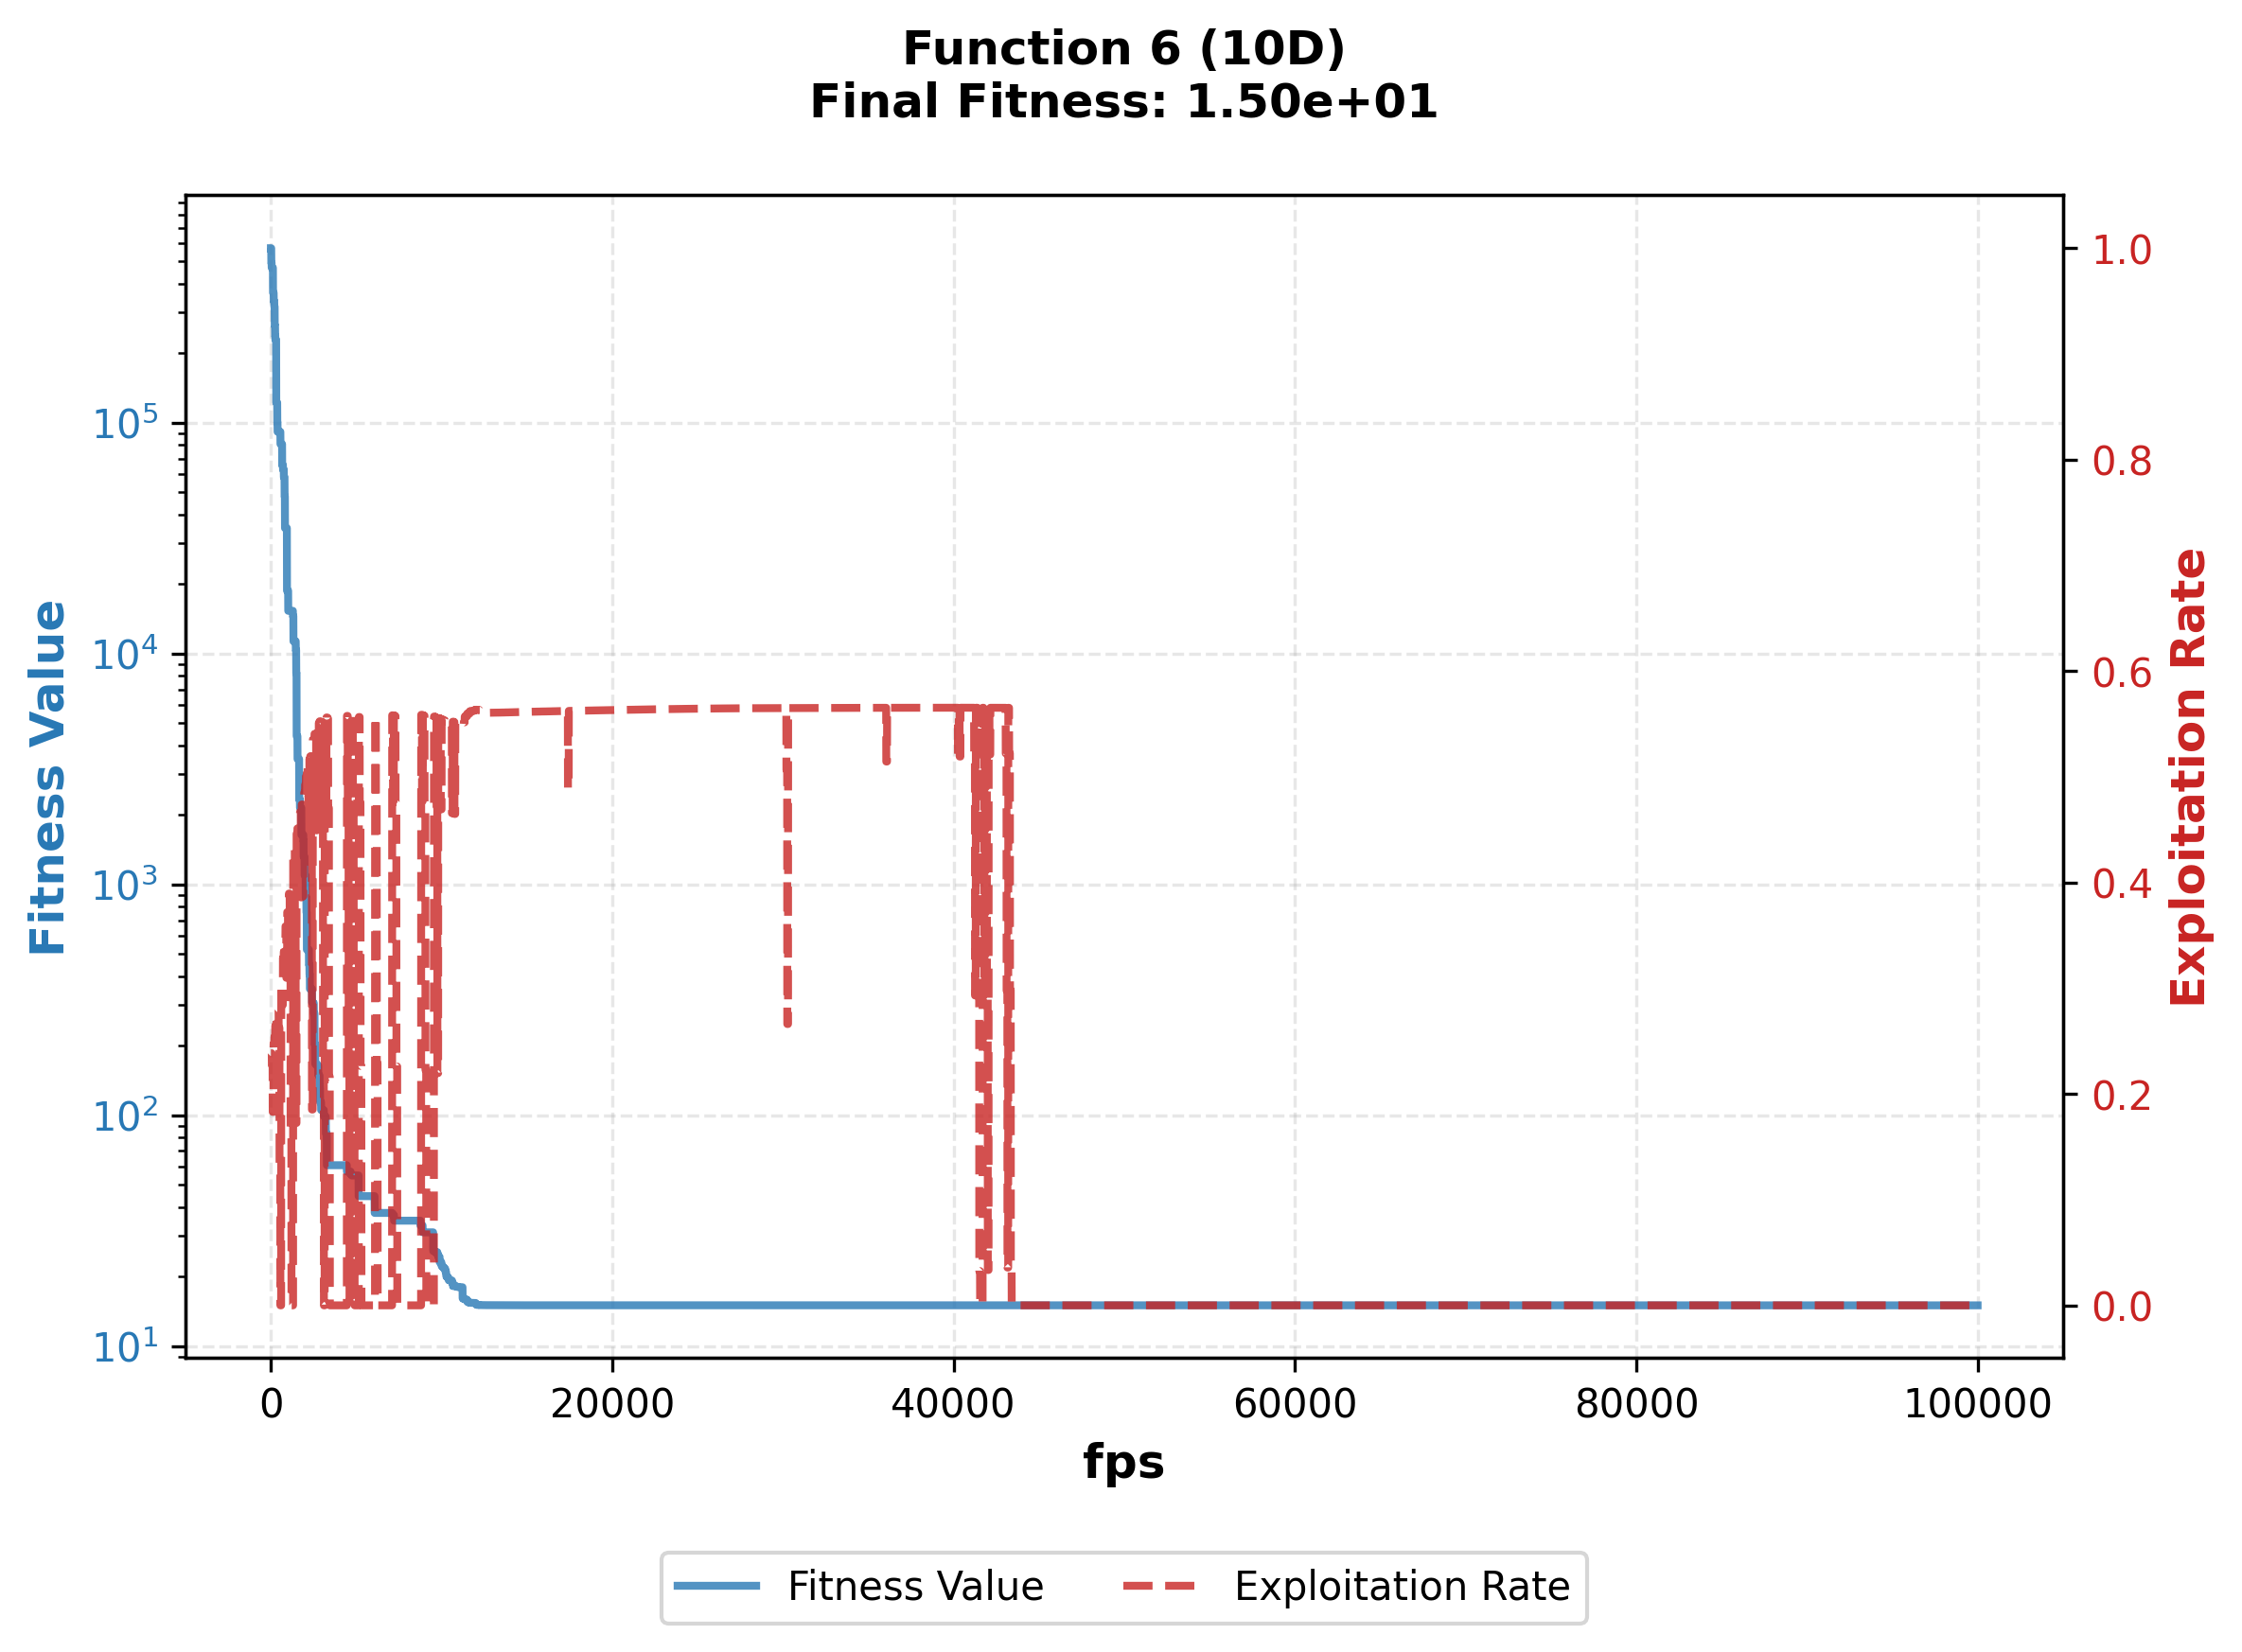 Function 6 (10D)
Final Fitness: 1.50e+01
Fitness Value
10⁵
10⁴
10³
10²
10¹
1.0
0.8
0.6
0.4
0.2
0.0
Exploitation Rate
0 20000 40000 60000 80000 100000
fps
Fitness Value Exploitation Rate